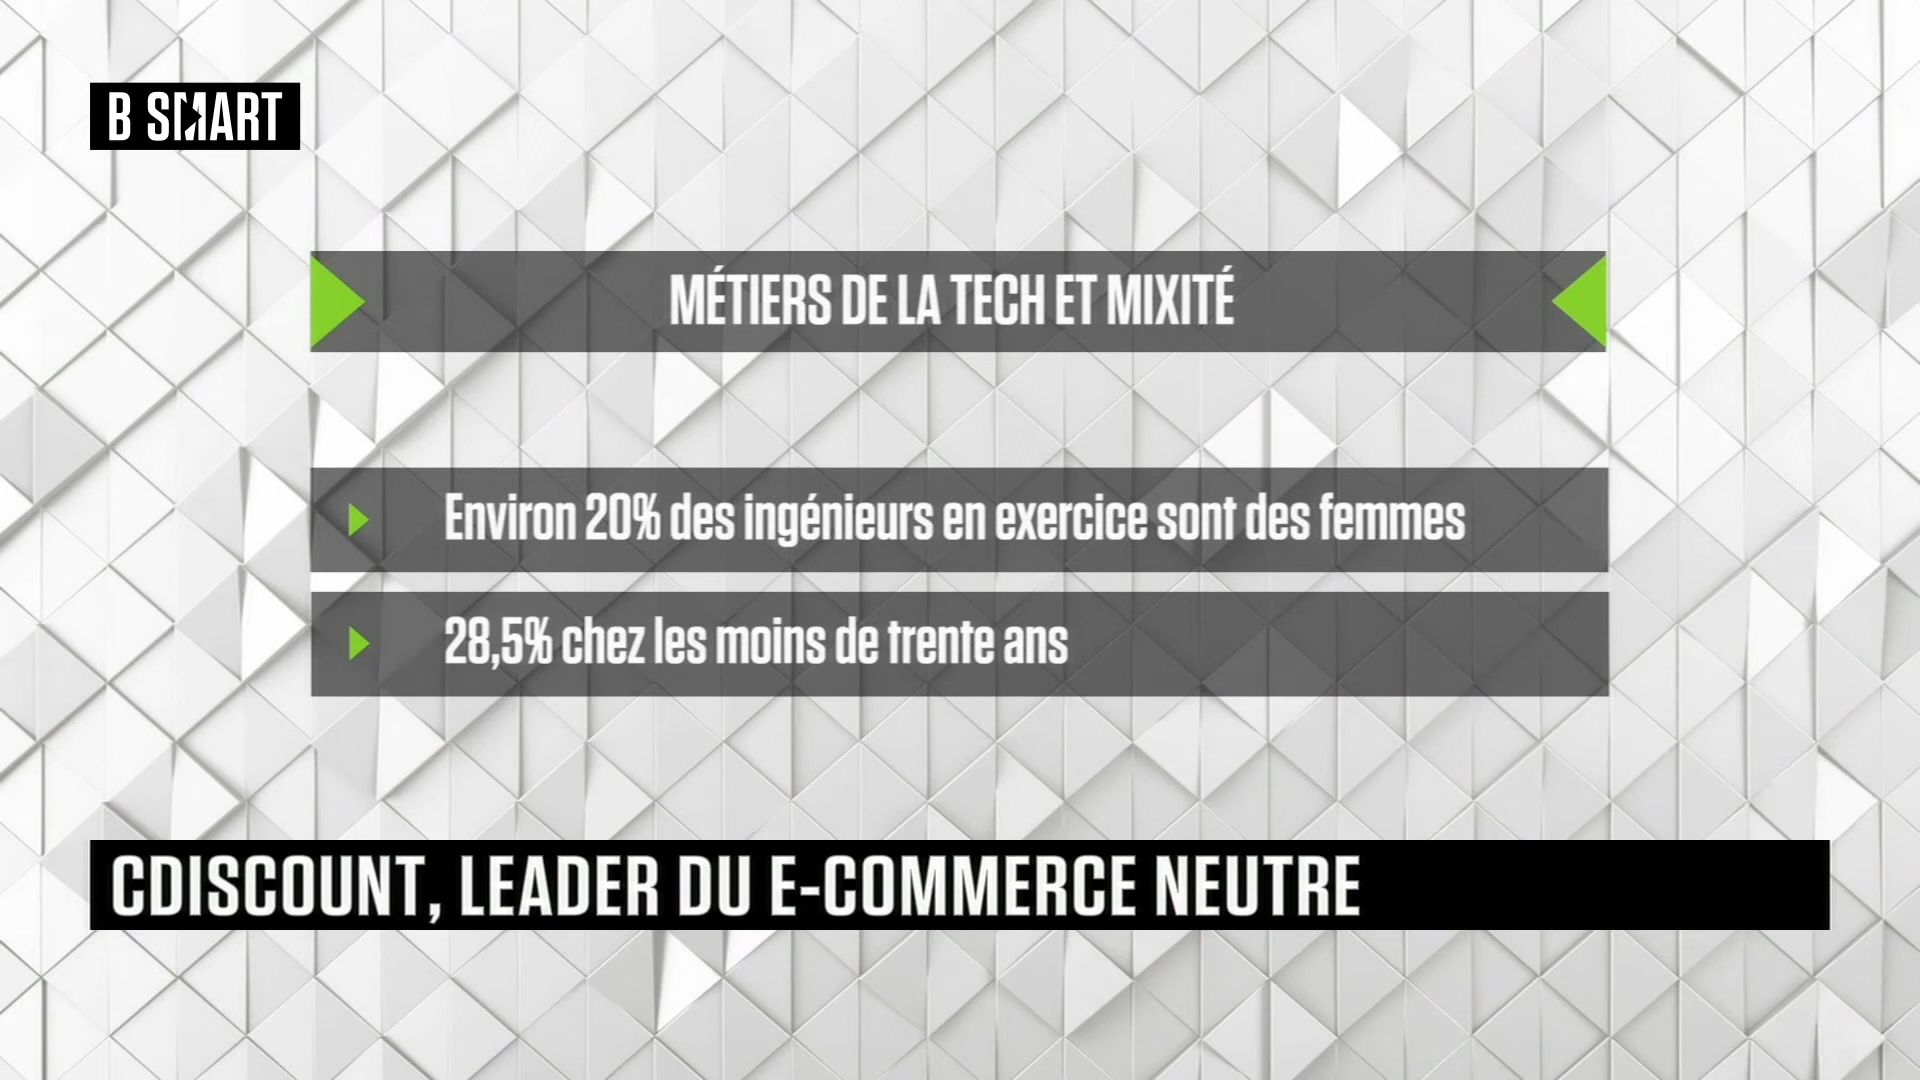 B SMART
MÉTIERS DE LA TECH ET MIXITÉ
Environ 20% des ingénieurs en exercice sont des femmes
28,5% chez les moins de trente ans
CDISCOUNT, LEADER DU E-COMMERCE NEUTRE